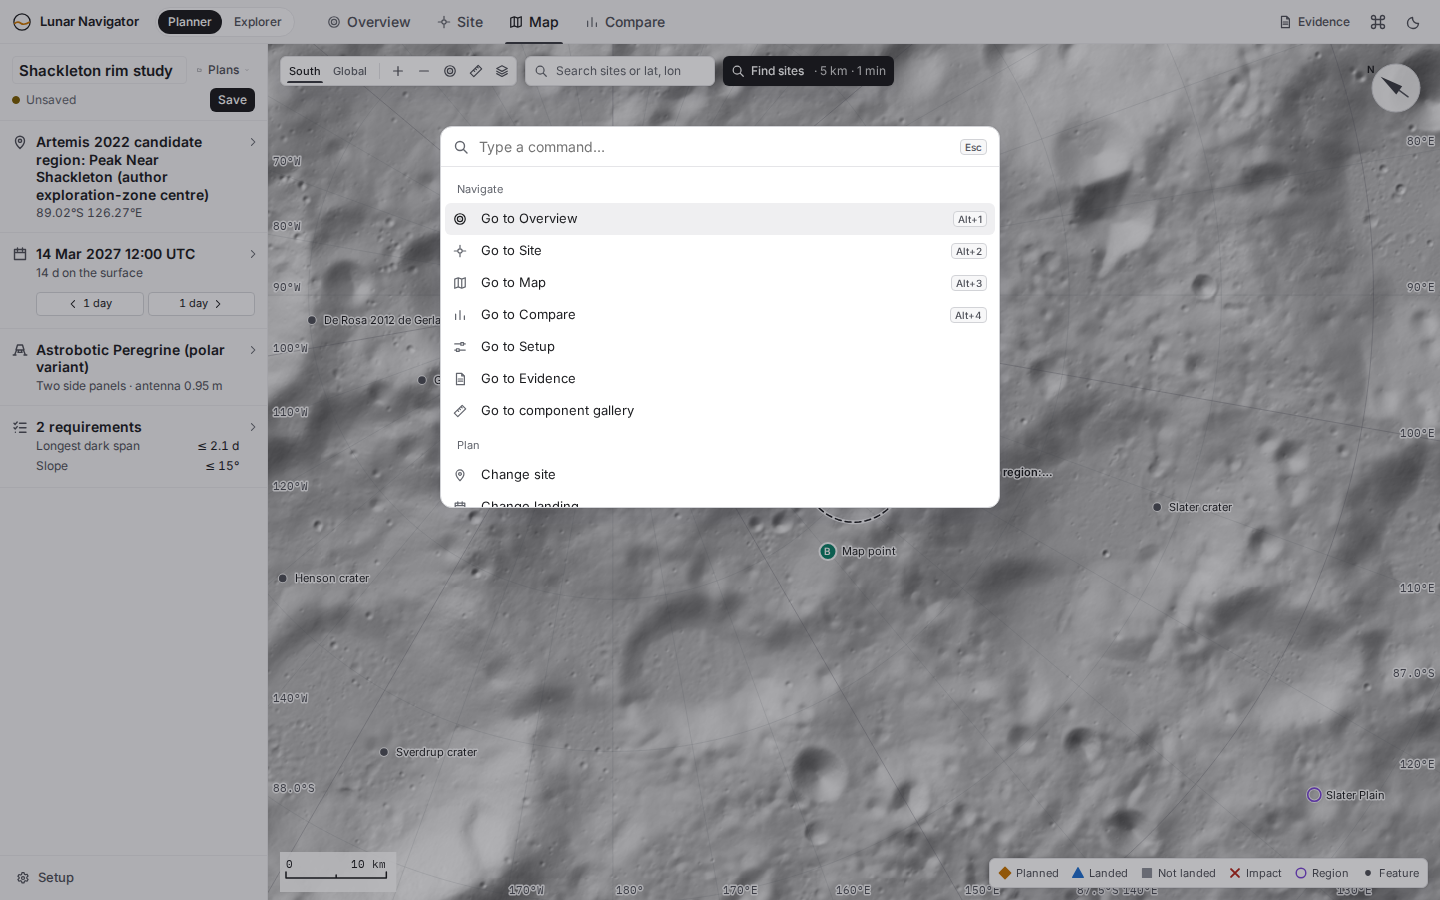 Lunar Navigator
Planner
Explorer
Overview
Site
Map
Compare
Evidence
Shackleton rim study
Plans
Unsaved
Save
Artemis 2022 candidate
region: Peak Near
Shackleton (author
exploration-zone centre)
89.02°S 126.27°E
14 Mar 2027 12:00 UTC
14 d on the surface
1 day
1 day
Astrobotic Peregrine (polar
variant)
Two side panels · antenna 0.95 m
2 requirements
Longest dark span ≤ 2.1 d
Slope ≤ 15°
Setup
South
Global
Search sites or lat, lon
Find sites · 5 km · 1 min
N
Type a command...
Esc
Navigate
Go to Overview Alt+1
Go to Site Alt+2
Go to Map Alt+3
Go to Compare Alt+4
Go to Setup
Go to Evidence
Go to component gallery
Plan
Change site
Change landing
70°W
80°W
90°W
De Rosa 2012 de Gerla
100°W
110°W
120°W
Henson crater
140°W
Sverdrup crater
88.0°S
80°E
90°E
100°E
region:...
Slater crater
B
Map point
110°E
87.0°S
120°E
Slater Plain
0 10 km
Planned
Landed
Not landed
Impact
Region
Feature
170°W
180°
170°E
160°E
150°E
87.5°S
140°E
130°E